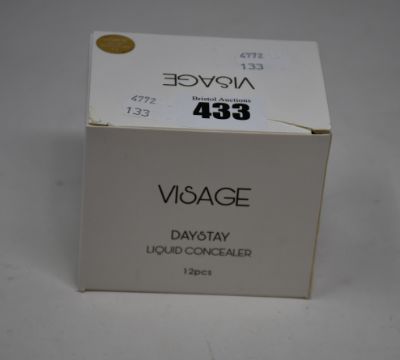 4772
133
VISAGE
4772
133
Bristol Auctions
433
VISAGE
DAYSTAY
LIQUID CONCEALER
12pcs